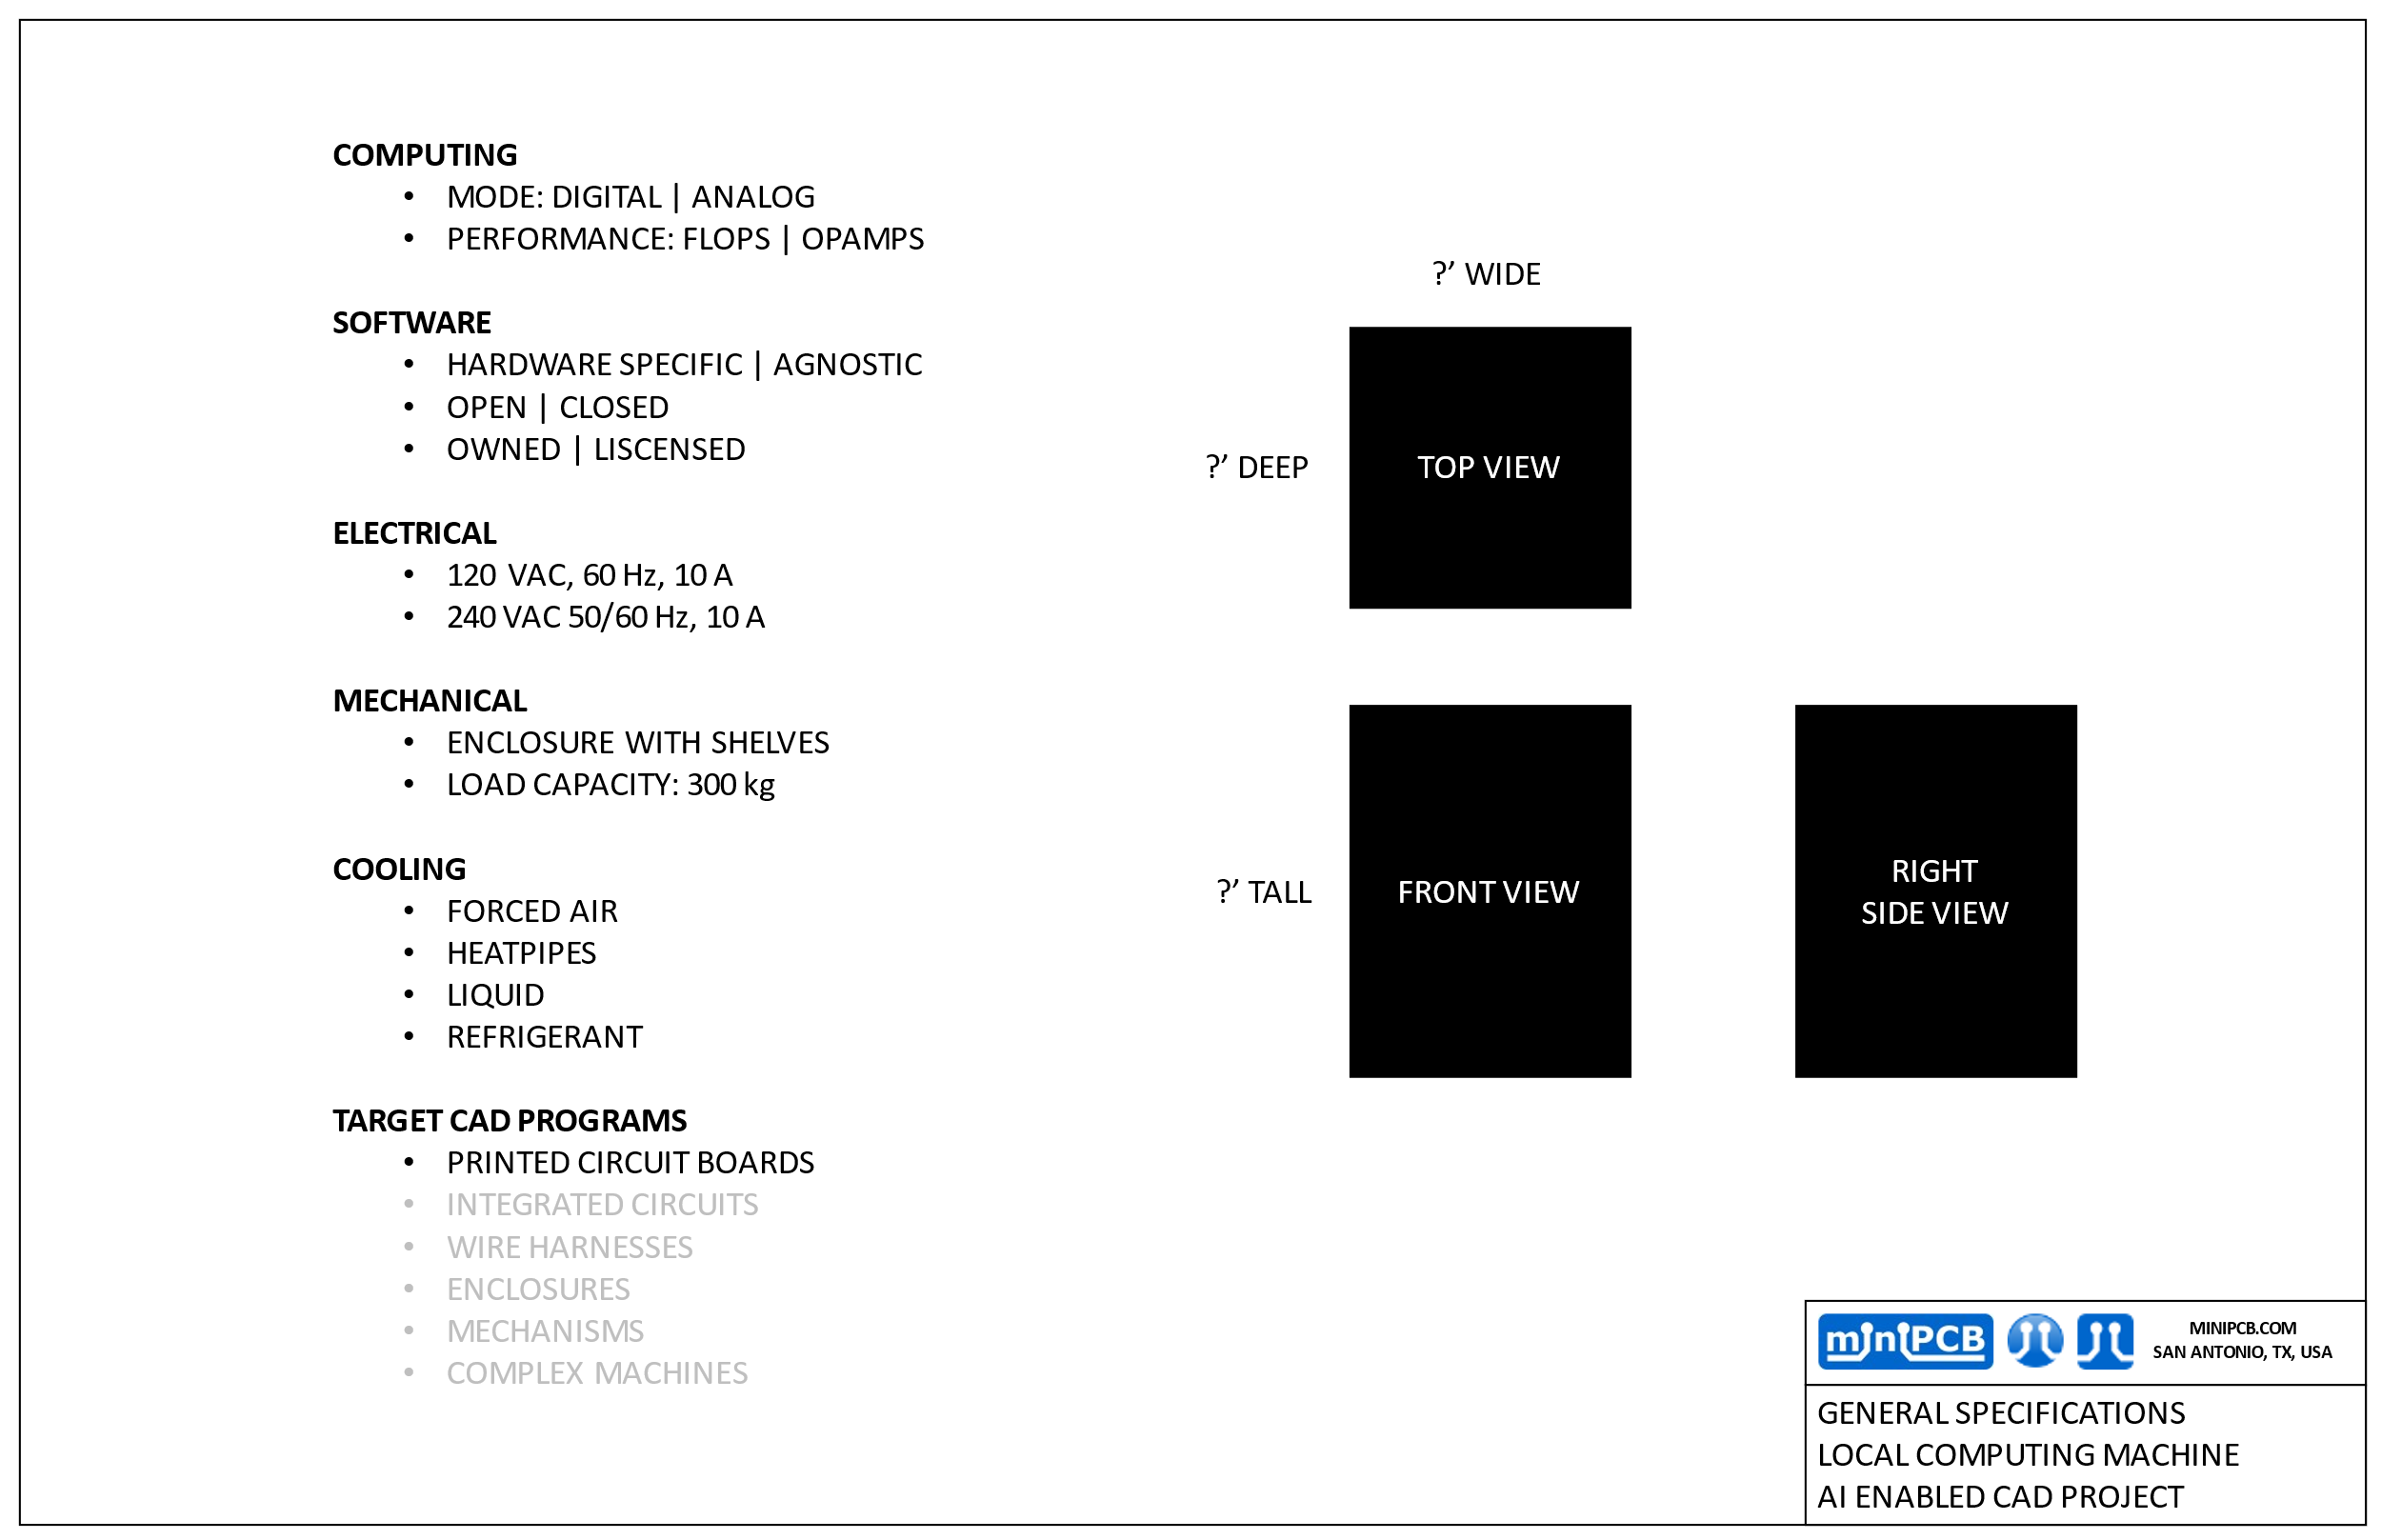 COMPUTING
• MODE: DIGITAL | ANALOG
• PERFORMANCE: FLOPS | OPAMPS
SOFTWARE
• HARDWARE SPECIFIC | AGNOSTIC
• OPEN | CLOSED
• OWNED | LISCENSED
ELECTRICAL
• 120 VAC, 60 Hz, 10 A
• 240 VAC 50/60 Hz, 10 A
MECHANICAL
• ENCLOSURE WITH SHELVES
• LOAD CAPACITY: 300 kg
COOLING
• FORCED AIR
• HEATPIPES
• LIQUID
• REFRIGERANT
TARGET CAD PROGRAMS
• PRINTED CIRCUIT BOARDS
• INTEGRATED CIRCUITS
• WIRE HARNESSES
• ENCLOSURES
• MECHANISMS
• COMPLEX MACHINES
?’ WIDE
?’ DEEP
TOP VIEW
?’ TALL
FRONT VIEW
RIGHT
SIDE VIEW
miniPCB
MINIPCB.COM
SAN ANTONIO, TX, USA
GENERAL SPECIFICATIONS
LOCAL COMPUTING MACHINE
AI ENABLED CAD PROJECT